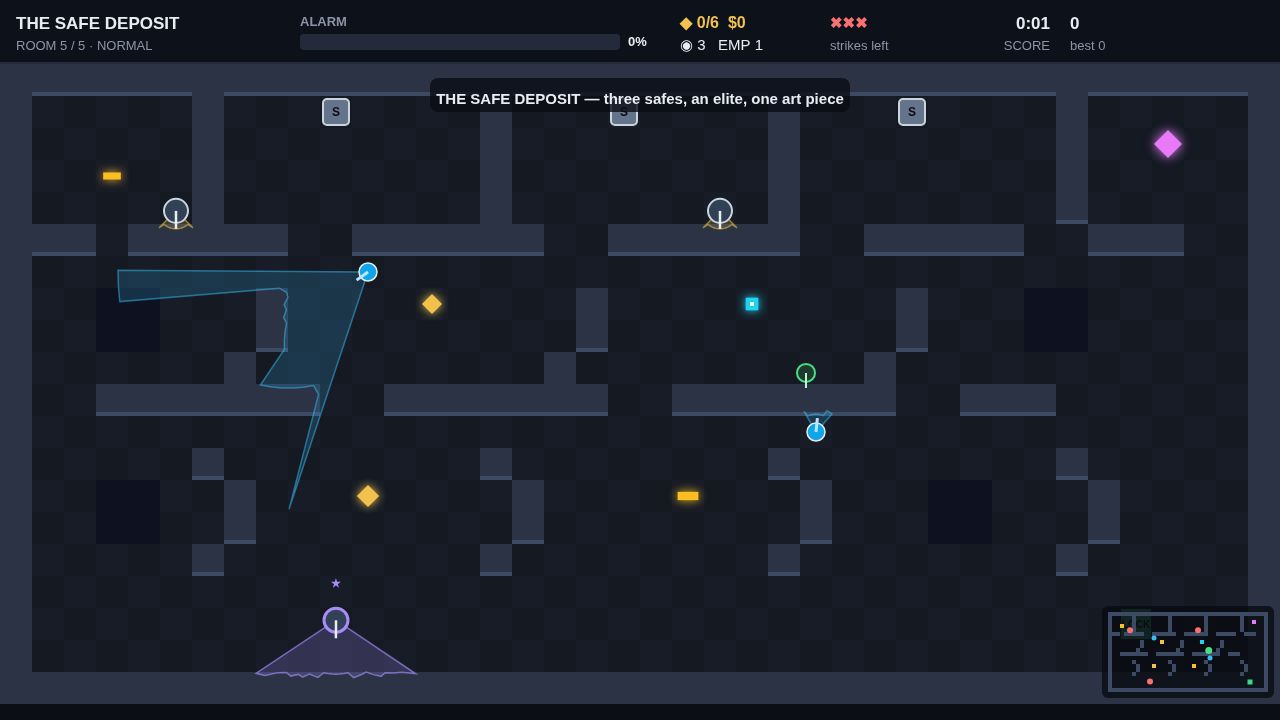 THE SAFE DEPOSIT
ROOM 5 / 5 · NORMAL
ALARM
0%
◆ 0/6 $0
◉ 3 EMP 1
✖✖✖
strikes left
0:01
SCORE
0
best 0
THE SAFE DEPOSIT — three safes, an elite, one art piece
S
S
S